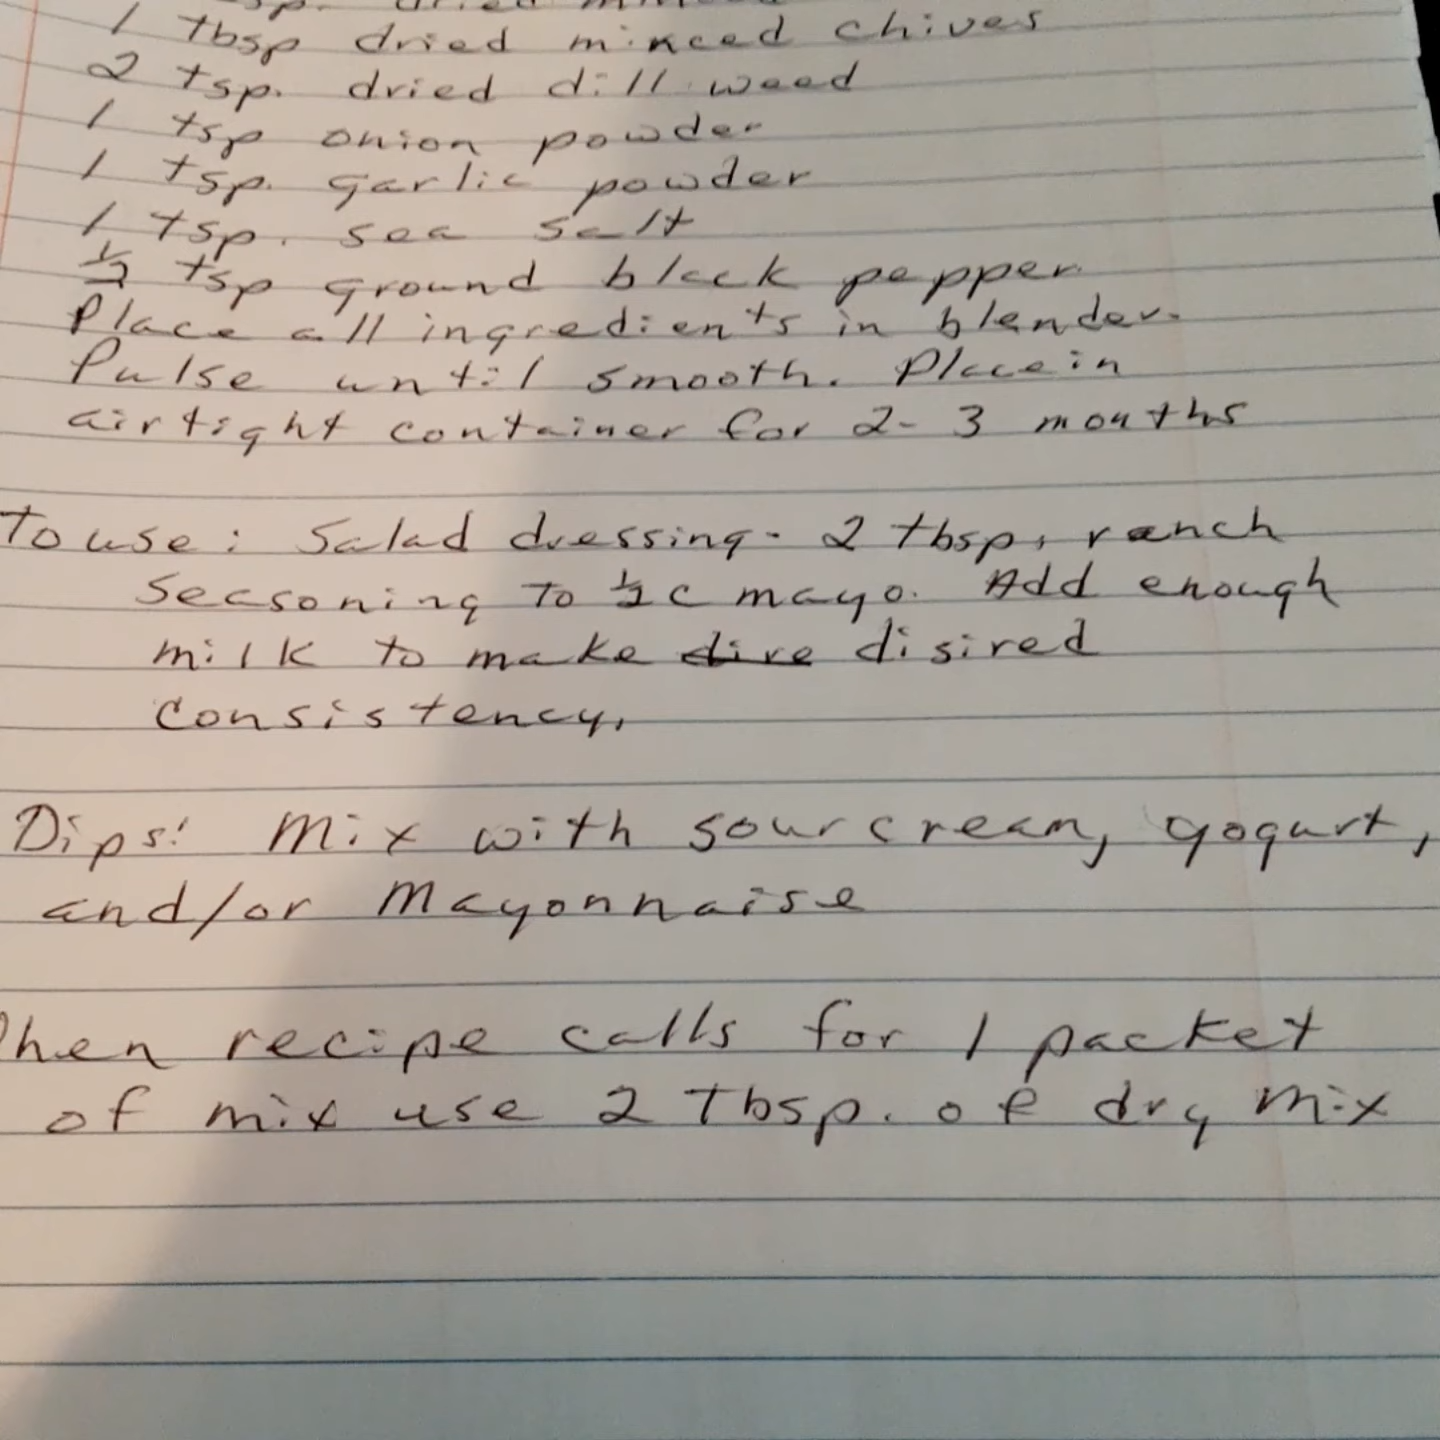 1 Tbsp dried minced chives
2 tsp. dried dill weed
1 tsp onion powder
1 tsp. garlic powder
1 tsp. sea salt
½ tsp ground black pepper
Place all ingredients in blender.
Pulse until smooth. Place in
airtight container for 2-3 months
To use: Salad dressing - 2 tbsp. ranch
seasoning to ½ c mayo. Add enough
milk to make disired
consistency.
Dips: Mix with sour cream, yogurt,
and/or Mayonnaise
hen recipe calls for 1 packet
of mix use 2 Tbsp. of dry mix